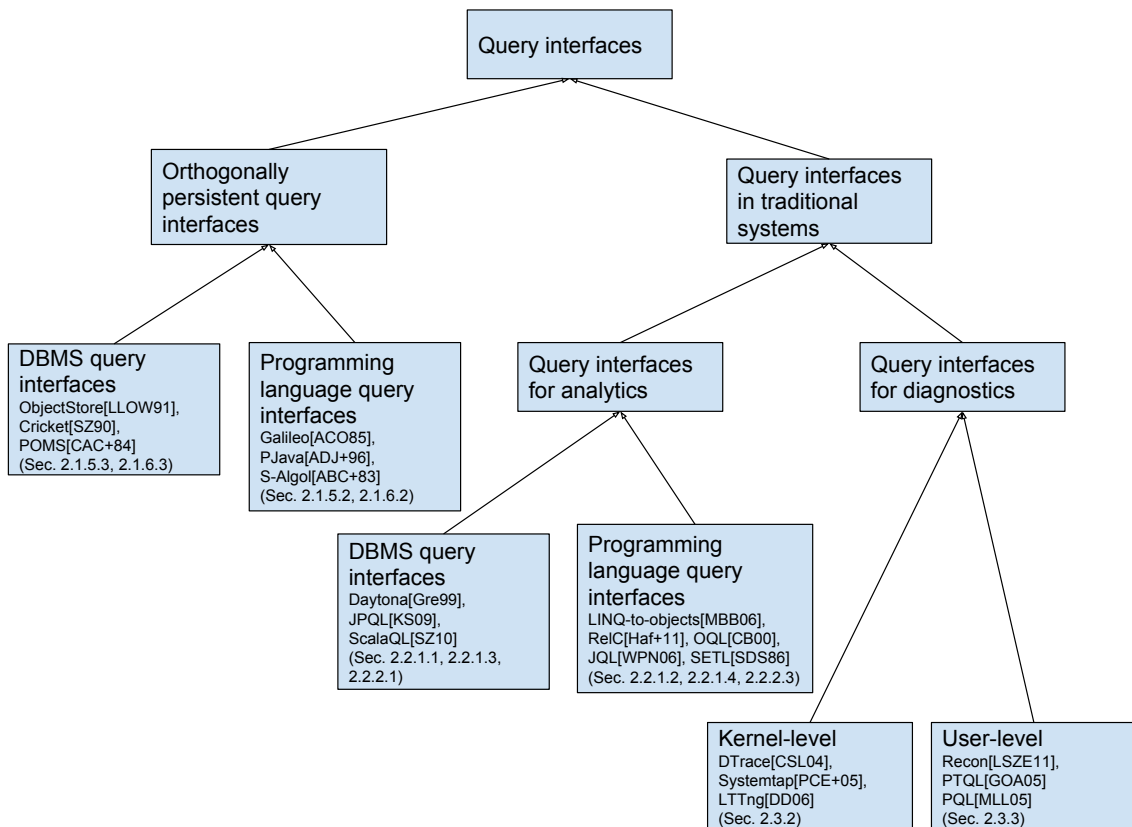 Query interfaces
Orthogonally
persistent query
interfaces
Query interfaces
in traditional
systems
DBMS query
interfaces
ObjectStore[LLOW91],
Cricket[SZ90],
POMS[CAC+84]
(Sec. 2.1.5.3, 2.1.6.3)
Programming
language query
interfaces
Galileo[ACO85],
PJava[ADJ+96],
S-Algol[ABC+83]
(Sec. 2.1.5.2, 2.1.6.2)
Query interfaces
for analytics
Query interfaces
for diagnostics
DBMS query
interfaces
Daytona[Gre99],
JPQL[KS09],
ScalaQL[SZ10]
(Sec. 2.2.1.1, 2.2.1.3,
2.2.2.1)
Programming
language query
interfaces
LINQ-to-objects[MBB06],
RelC[Haf+11], OQL[CB00],
JQL[WPN06], SETL[SDS86]
(Sec. 2.2.1.2, 2.2.1.4, 2.2.2.3)
Kernel-level
DTrace[CSL04],
Systemtap[PCE+05],
LTTng[DD06]
(Sec. 2.3.2)
User-level
Recon[LSZE11],
PTQL[GOA05]
PQL[MLL05]
(Sec. 2.3.3)